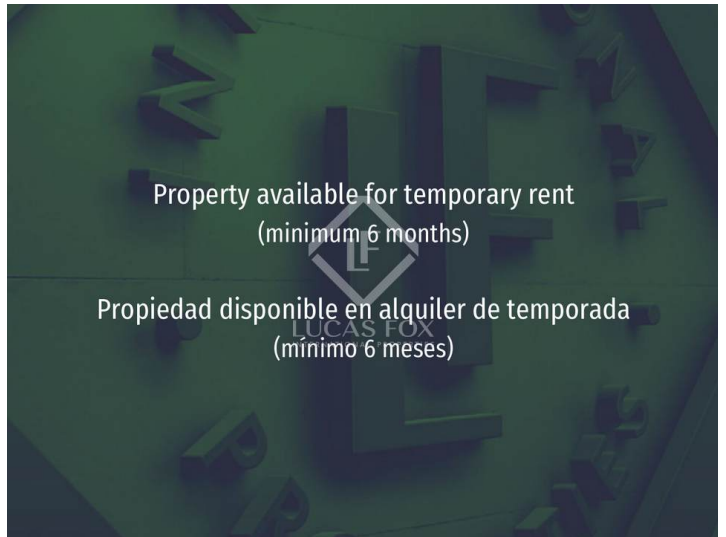 Property available for temporary rent
(minimum 6 months)
LF
Propiedad disponible en alquiler de temporada
LUCAS FOX
(mínimo 6 meses)